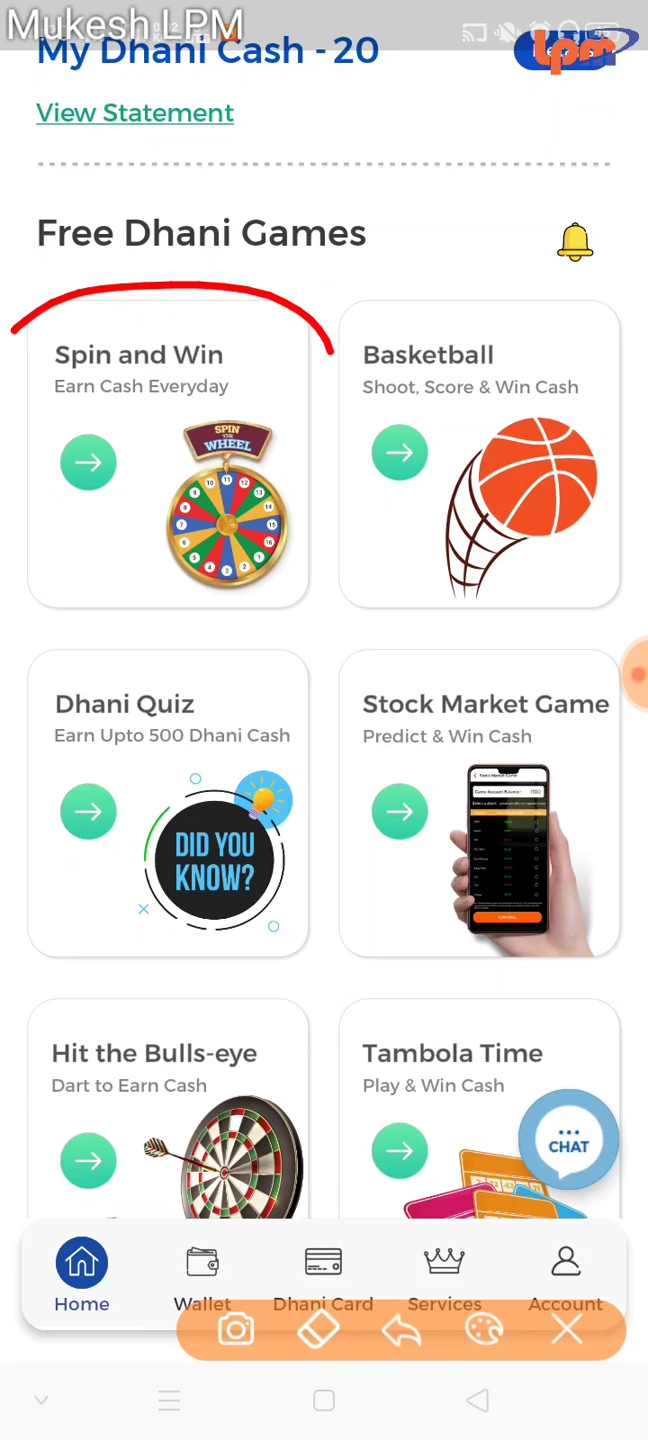 Mukesh LPM
My Dhani Cash - 20
lpm
View Statement
Free Dhani Games
Spin and Win
Earn Cash Everyday
SPIN
THE
WHEEL
Basketball
Shoot, Score & Win Cash
Dhani Quiz
Earn Upto 500 Dhani Cash
DID YOU
KNOW?
Stock Market Game
Predict & Win Cash
Hit the Bulls-eye
Dart to Earn Cash
Tambola Time
Play & Win Cash
CHAT
Home
Wallet
Dhani Card
Services
Account